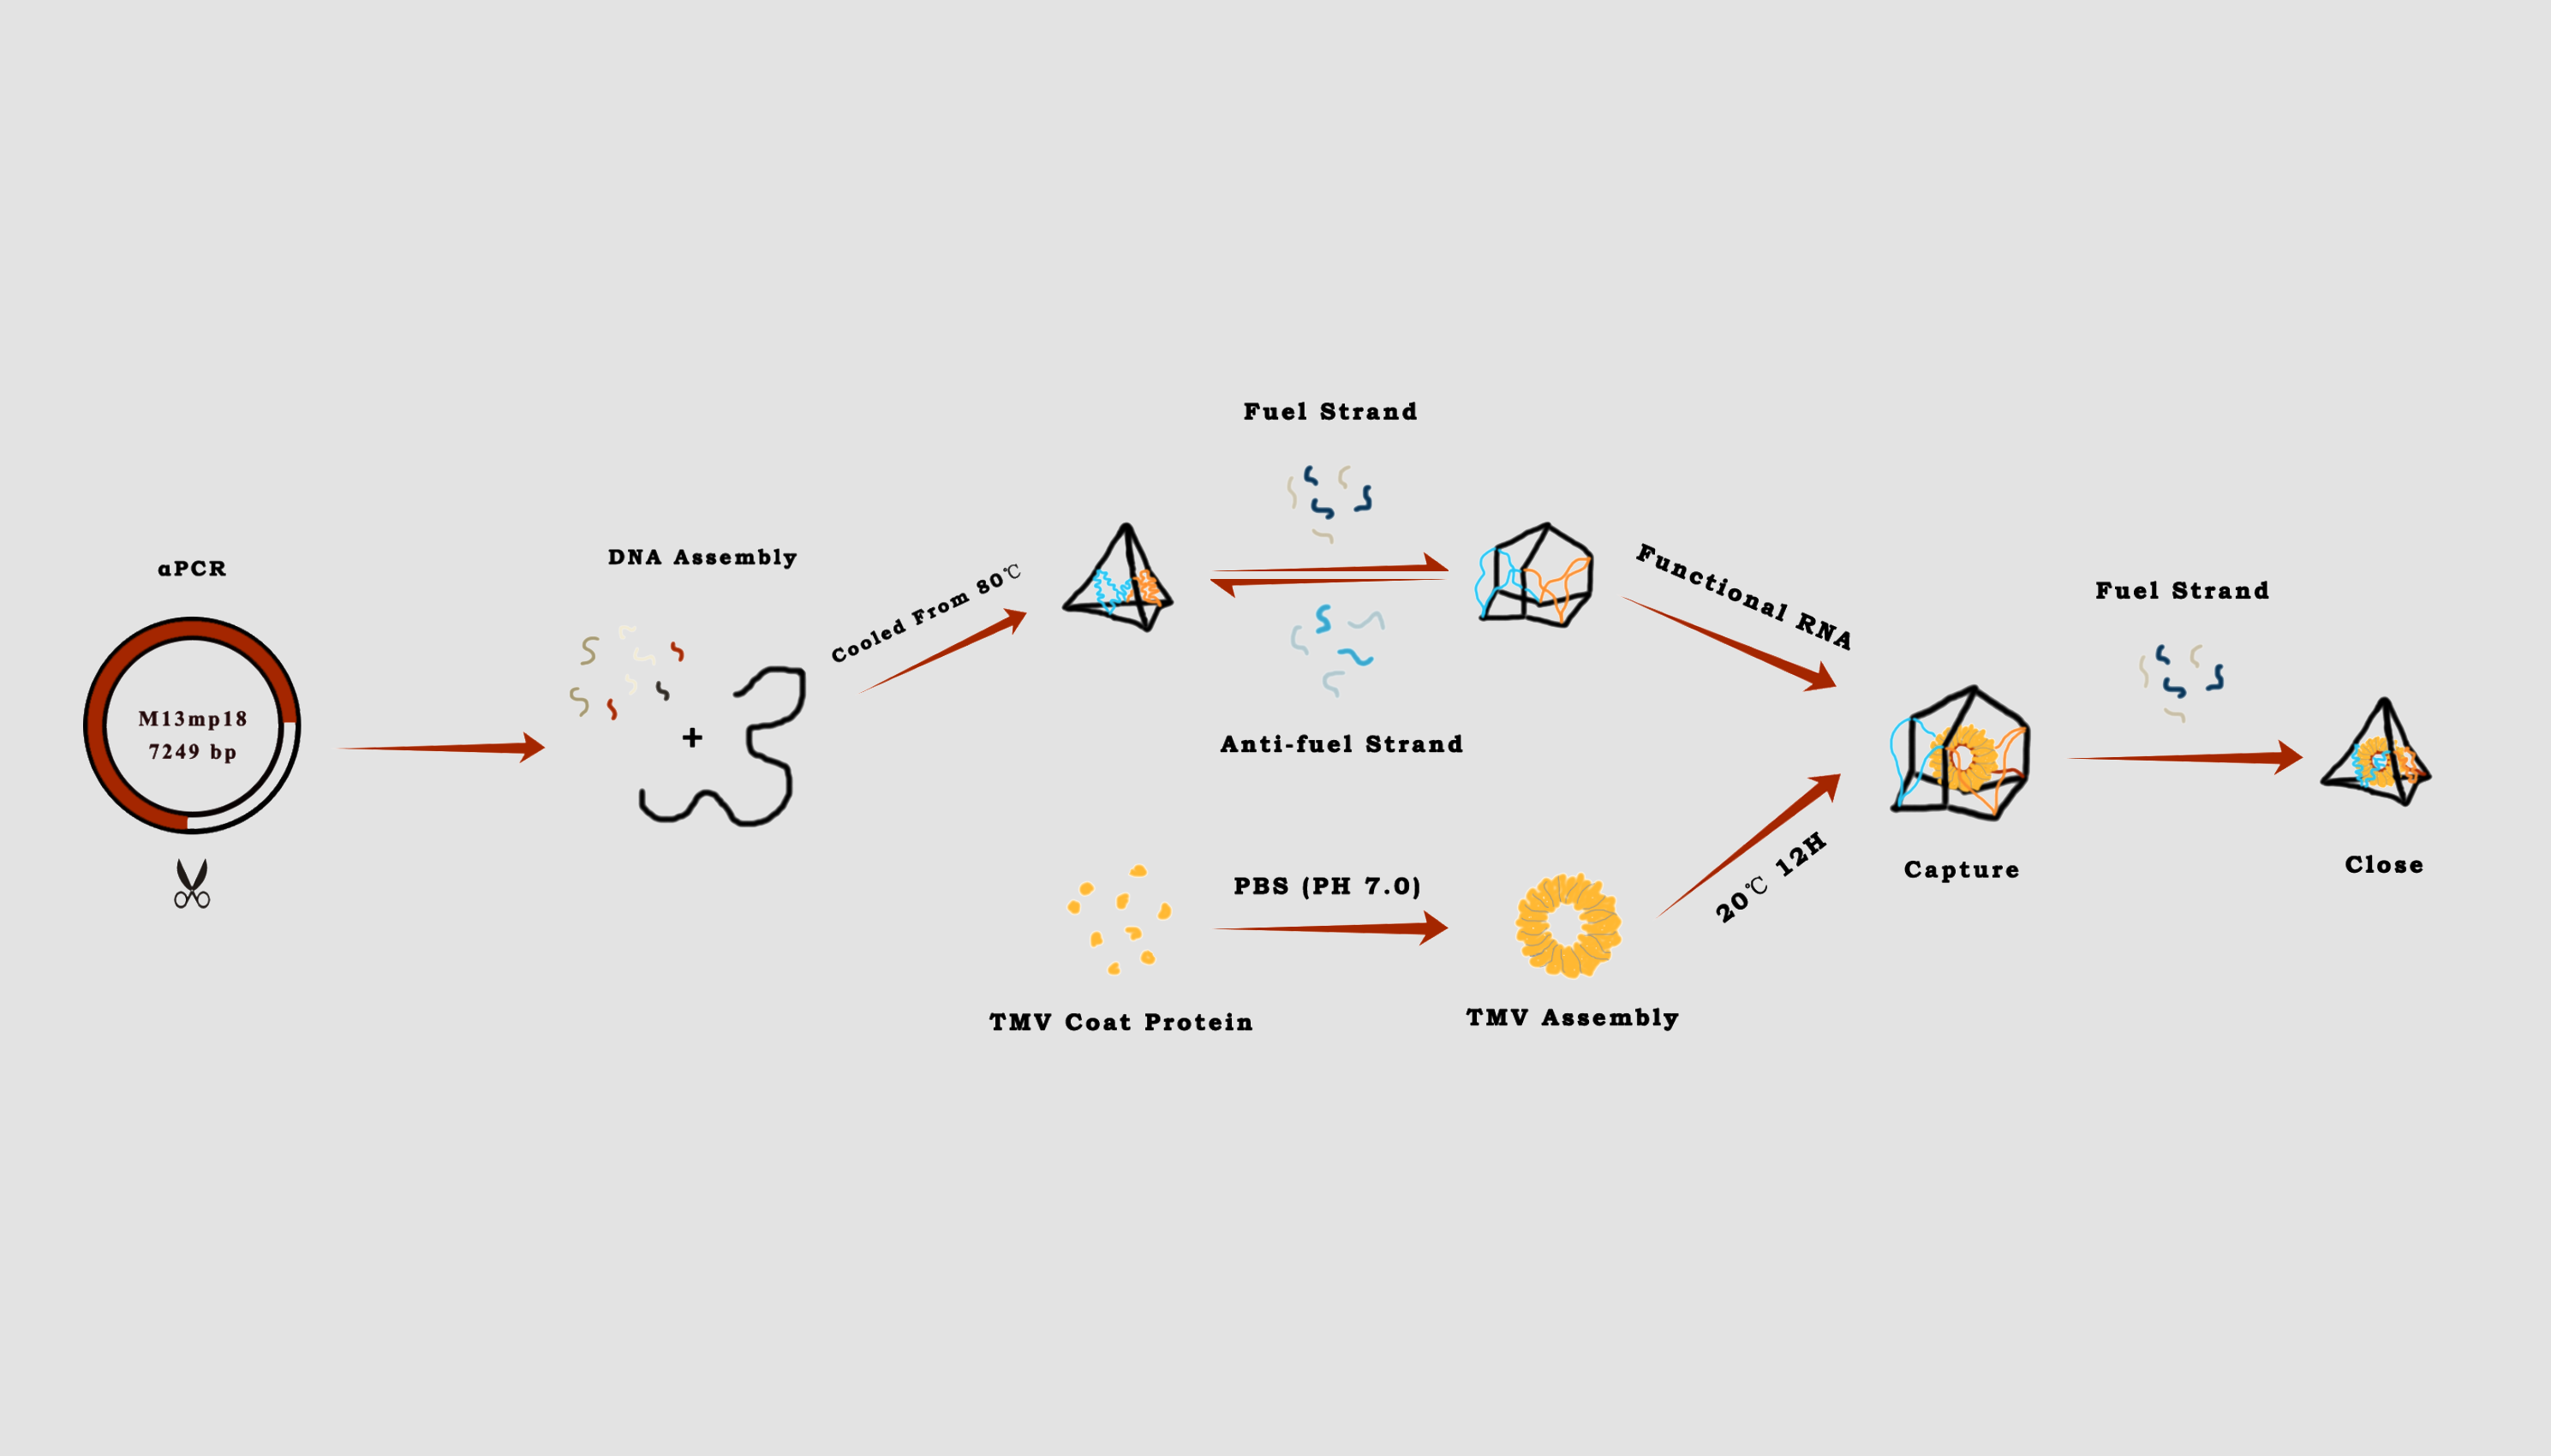 aPCR
M13mp18
7249 bp
DNA Assembly
+
Cooled From 80℃
Fuel Strand
Anti-fuel Strand
Functional RNA
TMV Coat Protein
PBS (PH 7.0)
TMV Assembly
20℃ 12H
Capture
Fuel Strand
Close